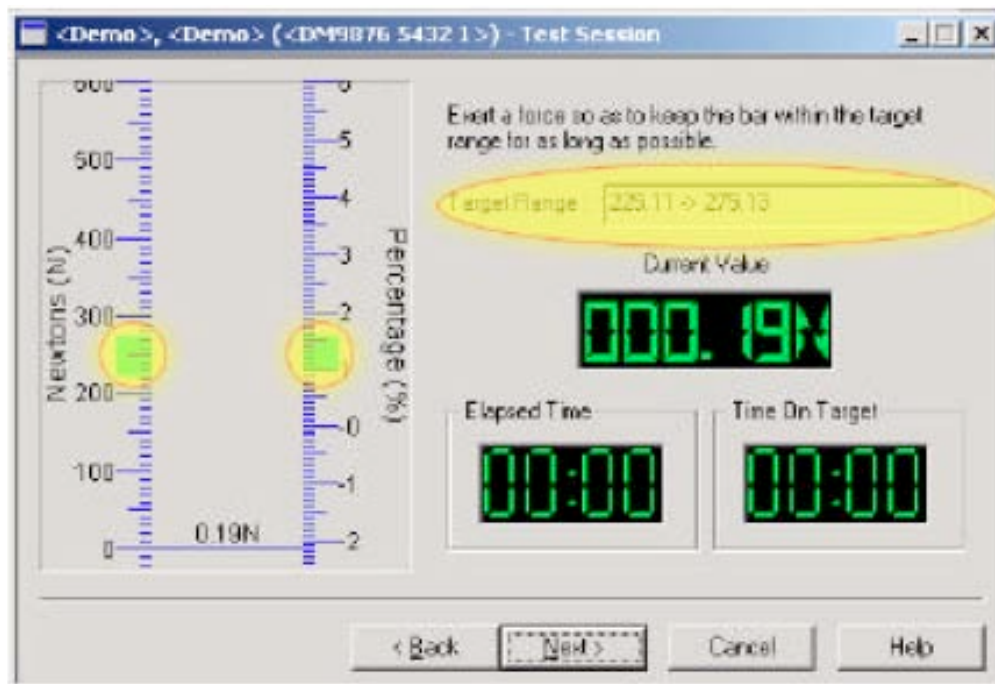 <Demo>, <Demo> (<DM9876 5432 1>) - Test Session
Exert a force so as to keep the bar within the target
range for as long as possible.
Target Range 225.11 -> 275.13
Current Value
000.19N
Elapsed Time
00:00
Time On Target
00:00
Newtons (N)
600
500
400
300
200
100
0
0.19N
6
5
4
3
2
1
-0
-1
-2
Percentage (%)
< Back
Next >
Cancel
Help